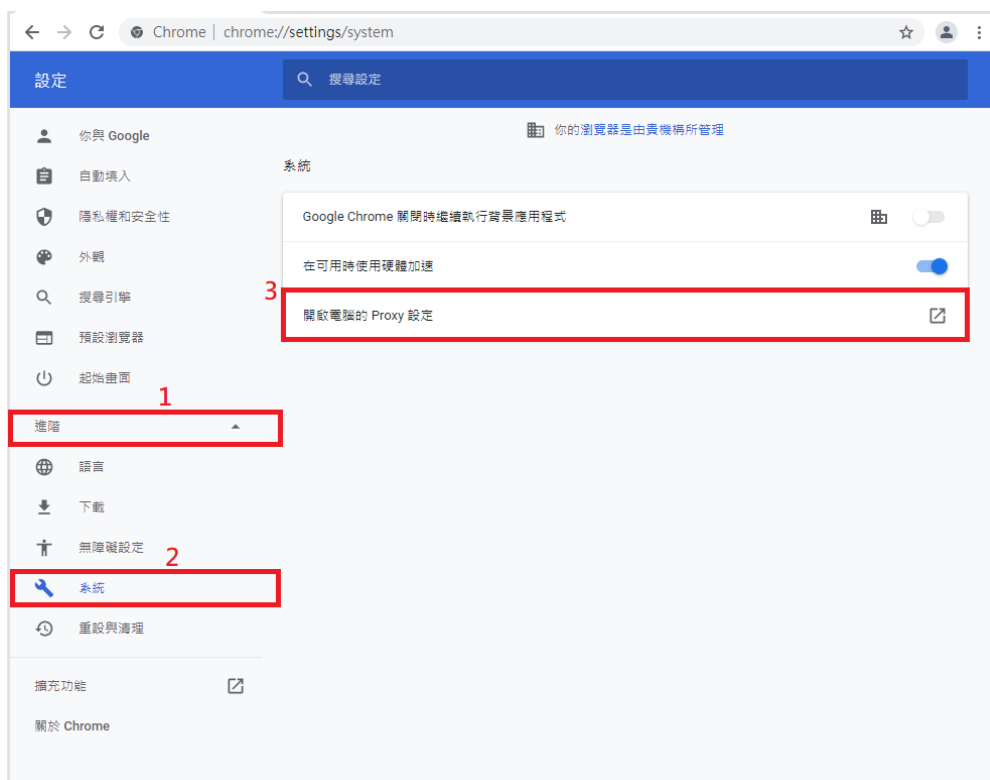 Chrome | chrome://settings/system
設定
搜尋設定
你與 Google
自動填入
隱私權和安全性
外觀
搜尋引擎
預設瀏覽器
起始畫面
1
進階
語言
下載
無障礙設定
2
系統
重設與清理
擴充功能
關於 Chrome
你的瀏覽器是由貴機構所管理
系統
Google Chrome 關閉時繼續執行背景應用程式
在可用時使用硬體加速
3
開啟電腦的 Proxy 設定